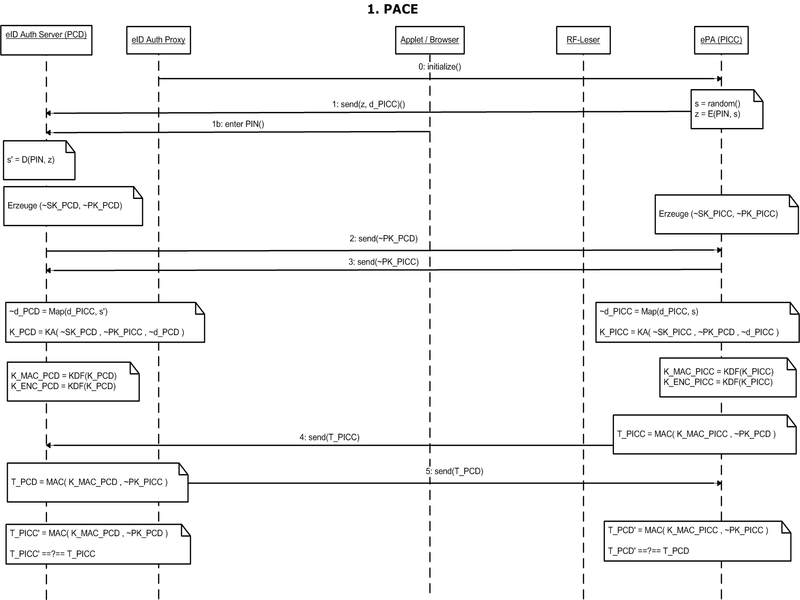 1. PACE
eID Auth Server (PCD)
eID Auth Proxy
Applet / Browser
RF-Leser
ePA (PICC)
0: initialize()
s = random()
z = E(PIN, s)
1: send(z, d_PICC)()
1b: enter PIN()
s' = D(PIN, z)
Erzeuge (~SK_PCD, ~PK_PCD)
Erzeuge (~SK_PICC, ~PK_PICC)
2: send(~PK_PCD)
3: send(~PK_PICC)
~d_PCD = Map(d_PICC, s')
K_PCD = KA( ~SK_PCD , ~PK_PICC , ~d_PCD )
~d_PICC = Map(d_PICC, s)
K_PICC = KA( ~SK_PICC , ~PK_PCD , ~d_PICC )
K_MAC_PCD = KDF(K_PCD)
K_ENC_PCD = KDF(K_PCD)
K_MAC_PICC = KDF(K_PICC)
K_ENC_PICC = KDF(K_PICC)
T_PICC = MAC( K_MAC_PICC , ~PK_PCD )
4: send(T_PICC)
5: send(T_PCD)
T_PCD = MAC( K_MAC_PCD , ~PK_PICC )
T_PICC' = MAC( K_MAC_PCD , ~PK_PCD )
T_PICC' ==?== T_PICC
T_PCD' = MAC( K_MAC_PICC , ~PK_PICC )
T_PCD' ==?== T_PCD